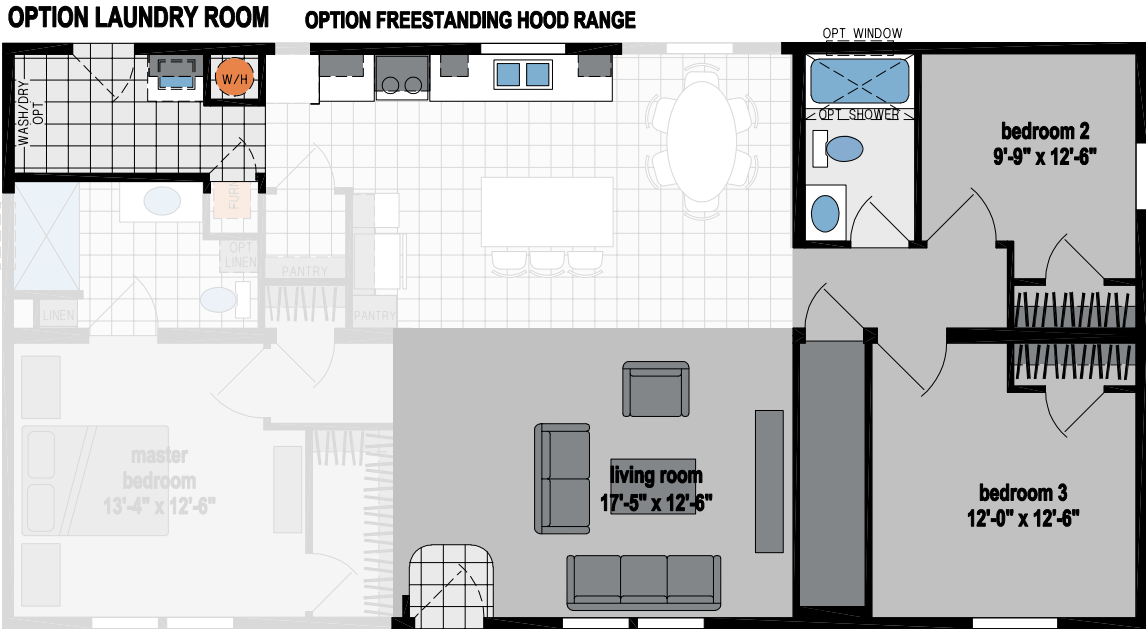 OPTION LAUNDRY ROOM
OPTION FREESTANDING HOOD RANGE
OPT WINDOW
WASH/DRY
OPT
W/H
OPT SHOWER
bedroom 2
9'-9" x 12'-6"
FURN
OPT
LINEN
PANTRY
LINEN
PANTRY
master
bedroom
13'-4" x 12'-6"
living room
17'-5" x 12'-6"
bedroom 3
12'-0" x 12'-6"